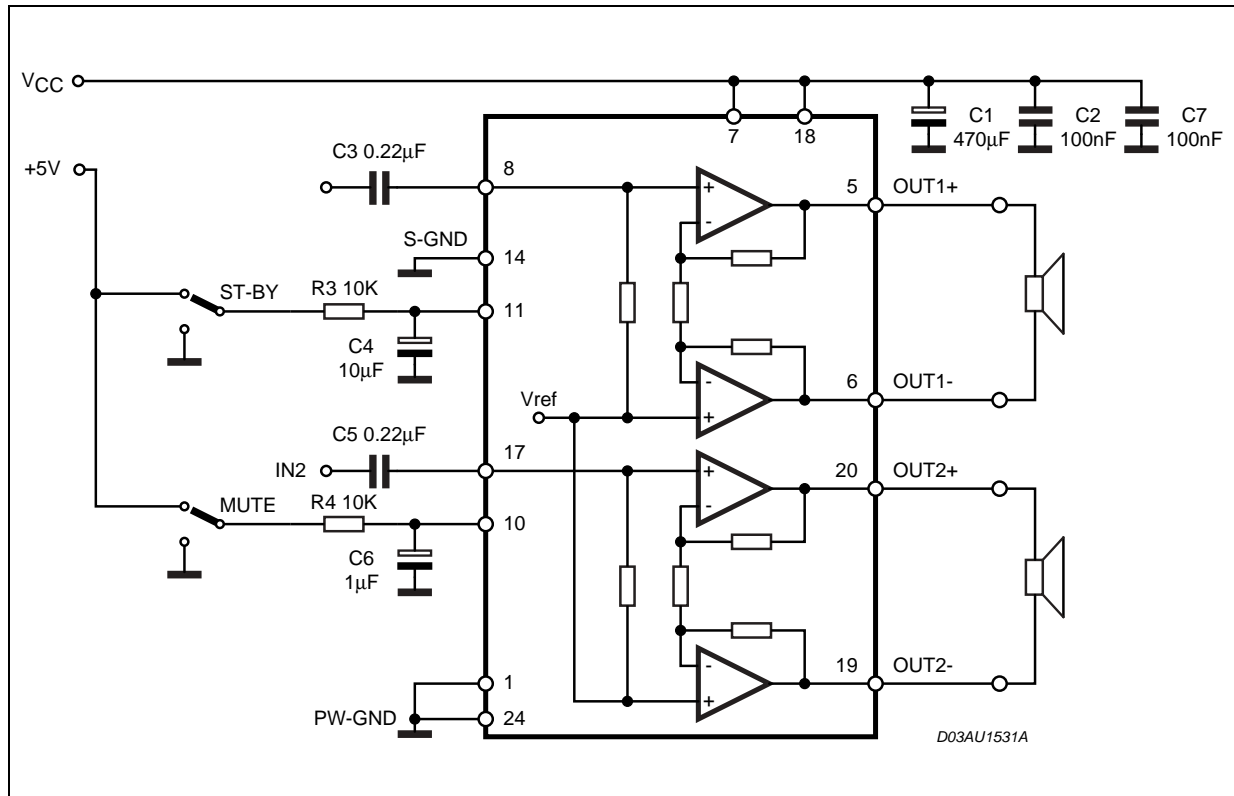 VCC
7
18
C1
470μF
C2
100nF
C7
100nF
+5V
C3 0.22μF
8
5
OUT1+
S-GND
14
ST-BY
R3 10K
11
C4
10μF
6
OUT1-
Vref
C5 0.22μF
IN2
17
20
OUT2+
MUTE
R4 10K
10
C6
1μF
19
OUT2-
1
PW-GND
24
D03AU1531A
+
-
-
+
+
-
-
+